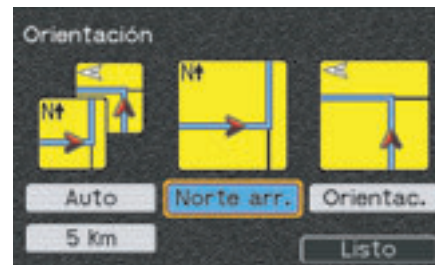 Orientación
N
N
Auto
Norte arr.
Orientac.
5 Km
Listo